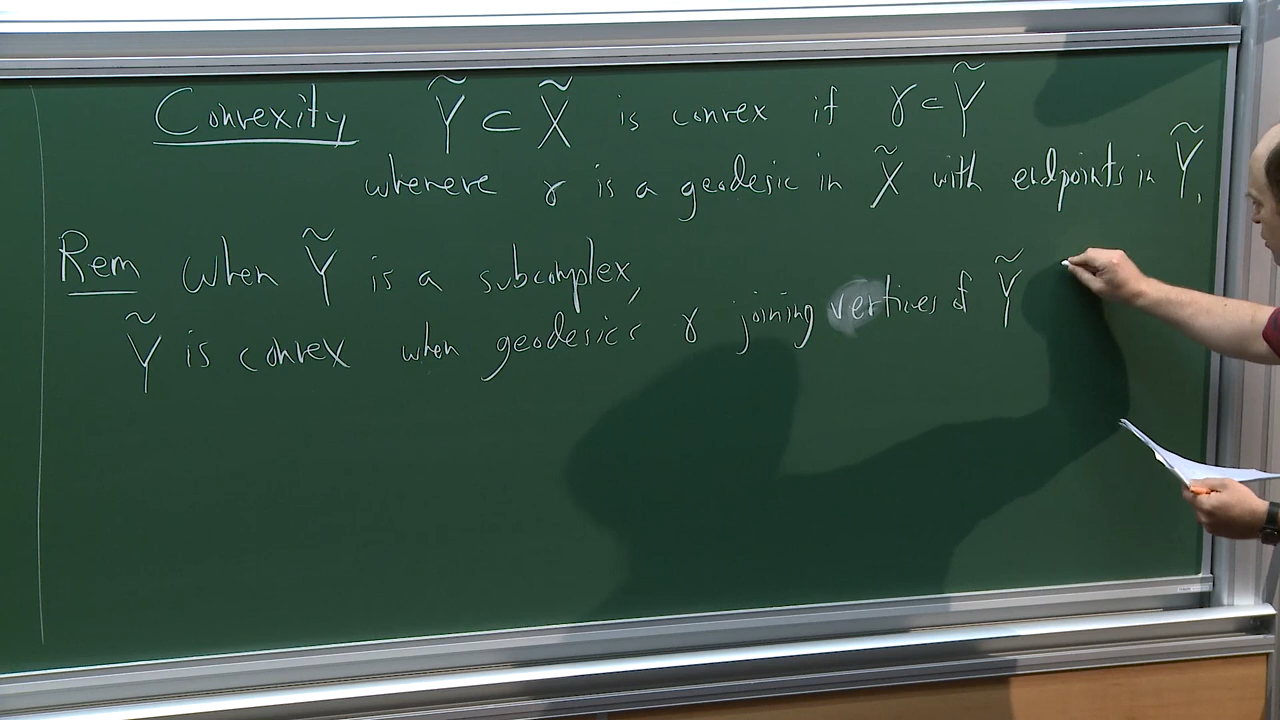 Convexity Ỹ ⊂ X̃ is convex if γ ⊂ Ỹ
whenere γ is a geodesic in X̃ with endpoints in Ỹ.
Rem When Ỹ is a subcomplex,
Ỹ is convex when geodesics γ joining vertices of Ỹ